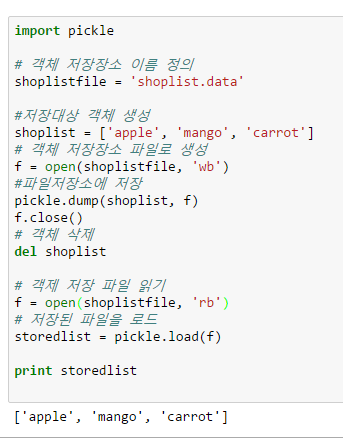 import pickle
# 객체 저장장소 이름 정의
shoplistfile = 'shoplist.data'
#저장대상 객체 생성
shoplist = ['apple', 'mango', 'carrot']
# 객체 저장장소 파일로 생성
f = open(shoplistfile, 'wb')
#파일저장소에 저장
pickle.dump(shoplist, f)
f.close()
# 객체 삭제
del shoplist
# 객제 저장 파일 읽기
f = open(shoplistfile, 'rb')
# 저장된 파일을 로드
storedlist = pickle.load(f)
print storedlist
['apple', 'mango', 'carrot']